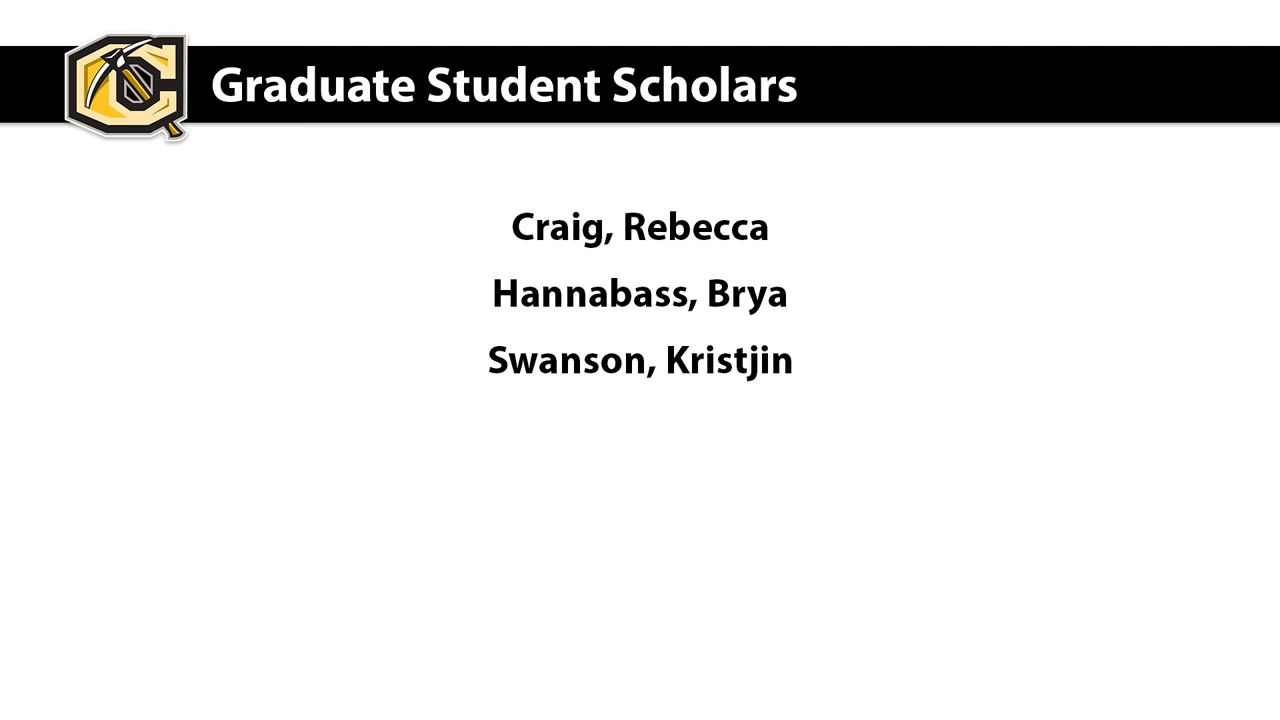 Graduate Student Scholars
Craig, Rebecca
Hannabass, Brya
Swanson, Kristjin